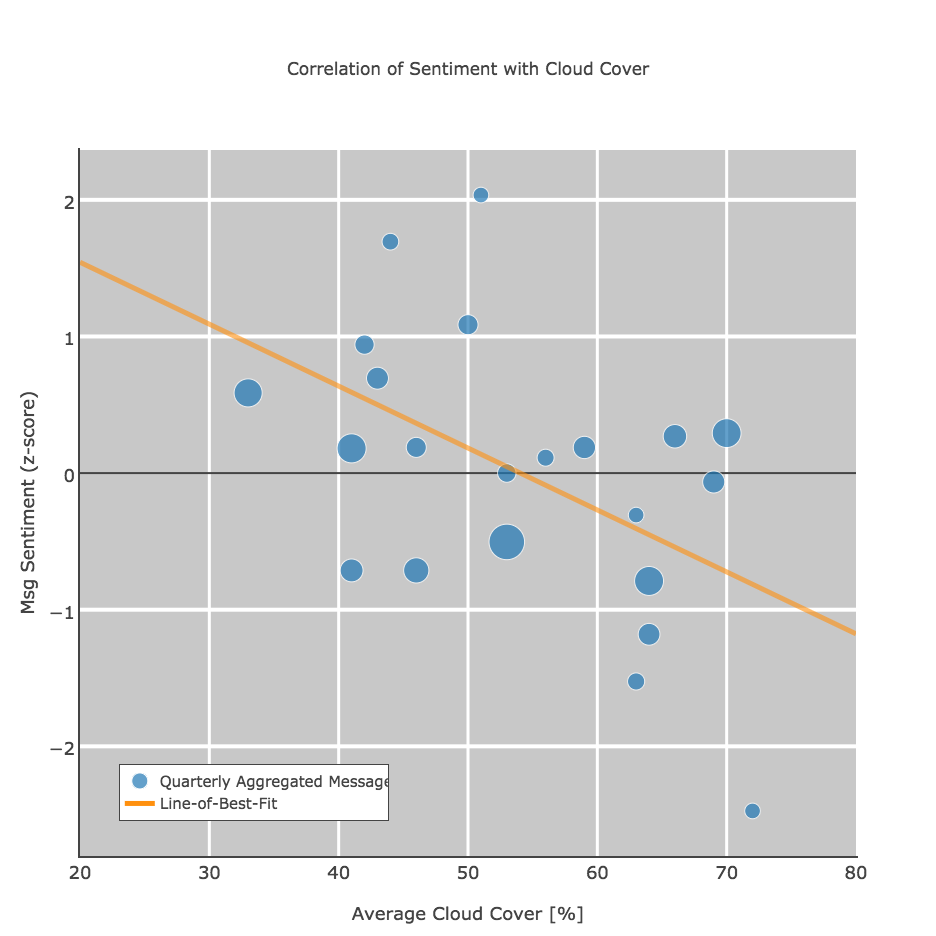 Correlation of Sentiment with Cloud Cover
Msg Sentiment (z-score)
2
1
0
−1
−2
Quarterly Aggregated Message
Line-of-Best-Fit
20 30 40 50 60 70 80
Average Cloud Cover [%]